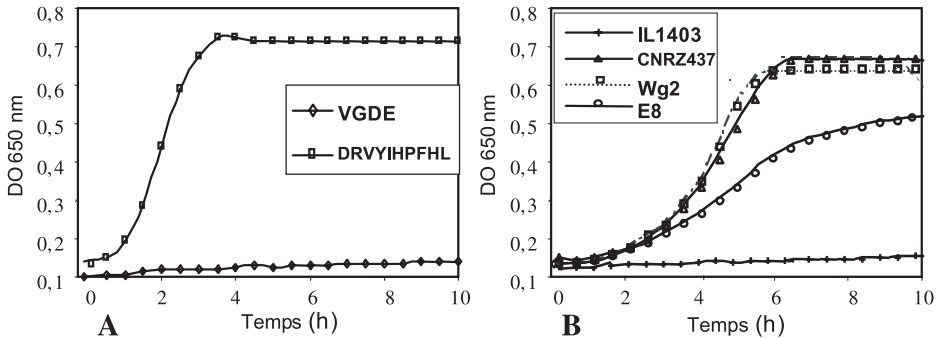 DO 650 nm
0,8
0,7
0,6
0,5
0,4
0,3
0,2
0,1
VGDE
DRVYIHPFHL
0 2 4 6 8 10
A
Temps (h)
DO 650 nm
0,8
0,7
0,6
0,5
0,4
0,3
0,2
0,1
IL1403
CNRZ437
Wg2
E8
0 2 4 6 8 10
B
Temps (h)